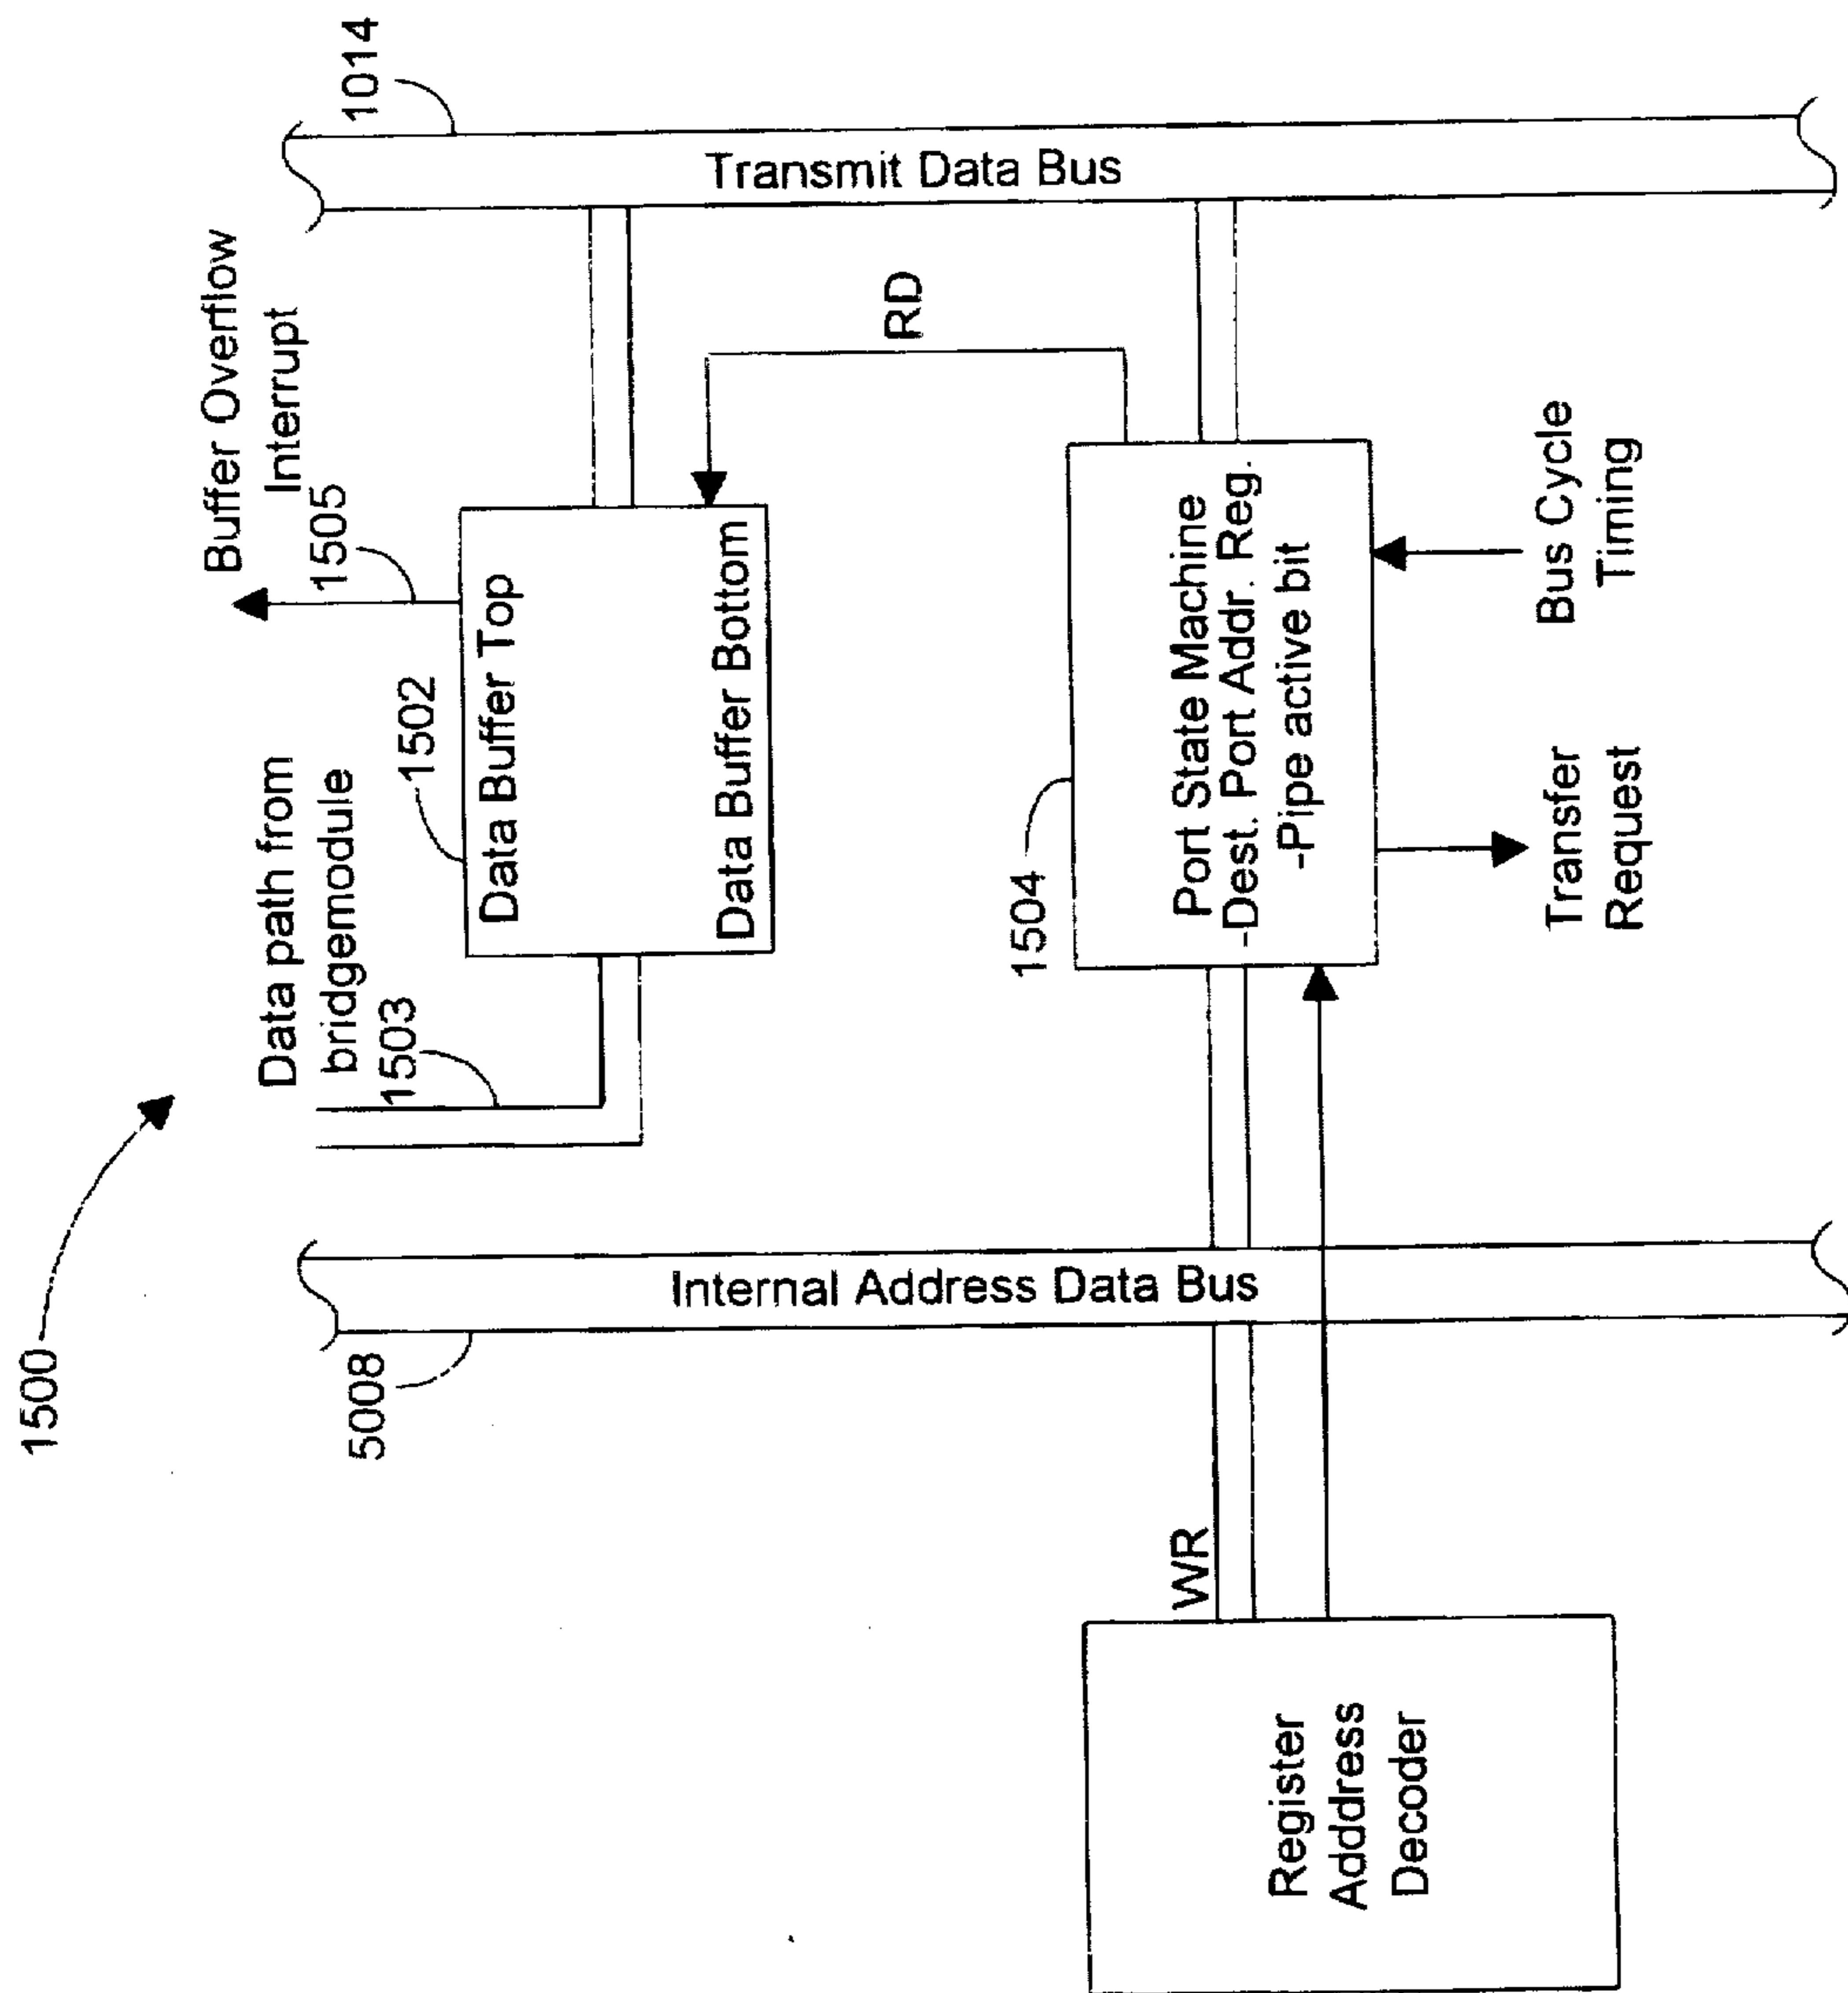 1500
Data path from
bridgemodule
1503
Buffer Overflow
Interrupt
1505
1502
Data Buffer Top
Data Buffer Bottom
RD
1014
Transmit Data Bus
5008
Internal Address Data Bus
1504
Port State Machine
-Dest. Port Addr. Reg.
-Pipe active bit
WR
Register
Address
Decoder
Transfer
Request
Bus Cycle
Timing